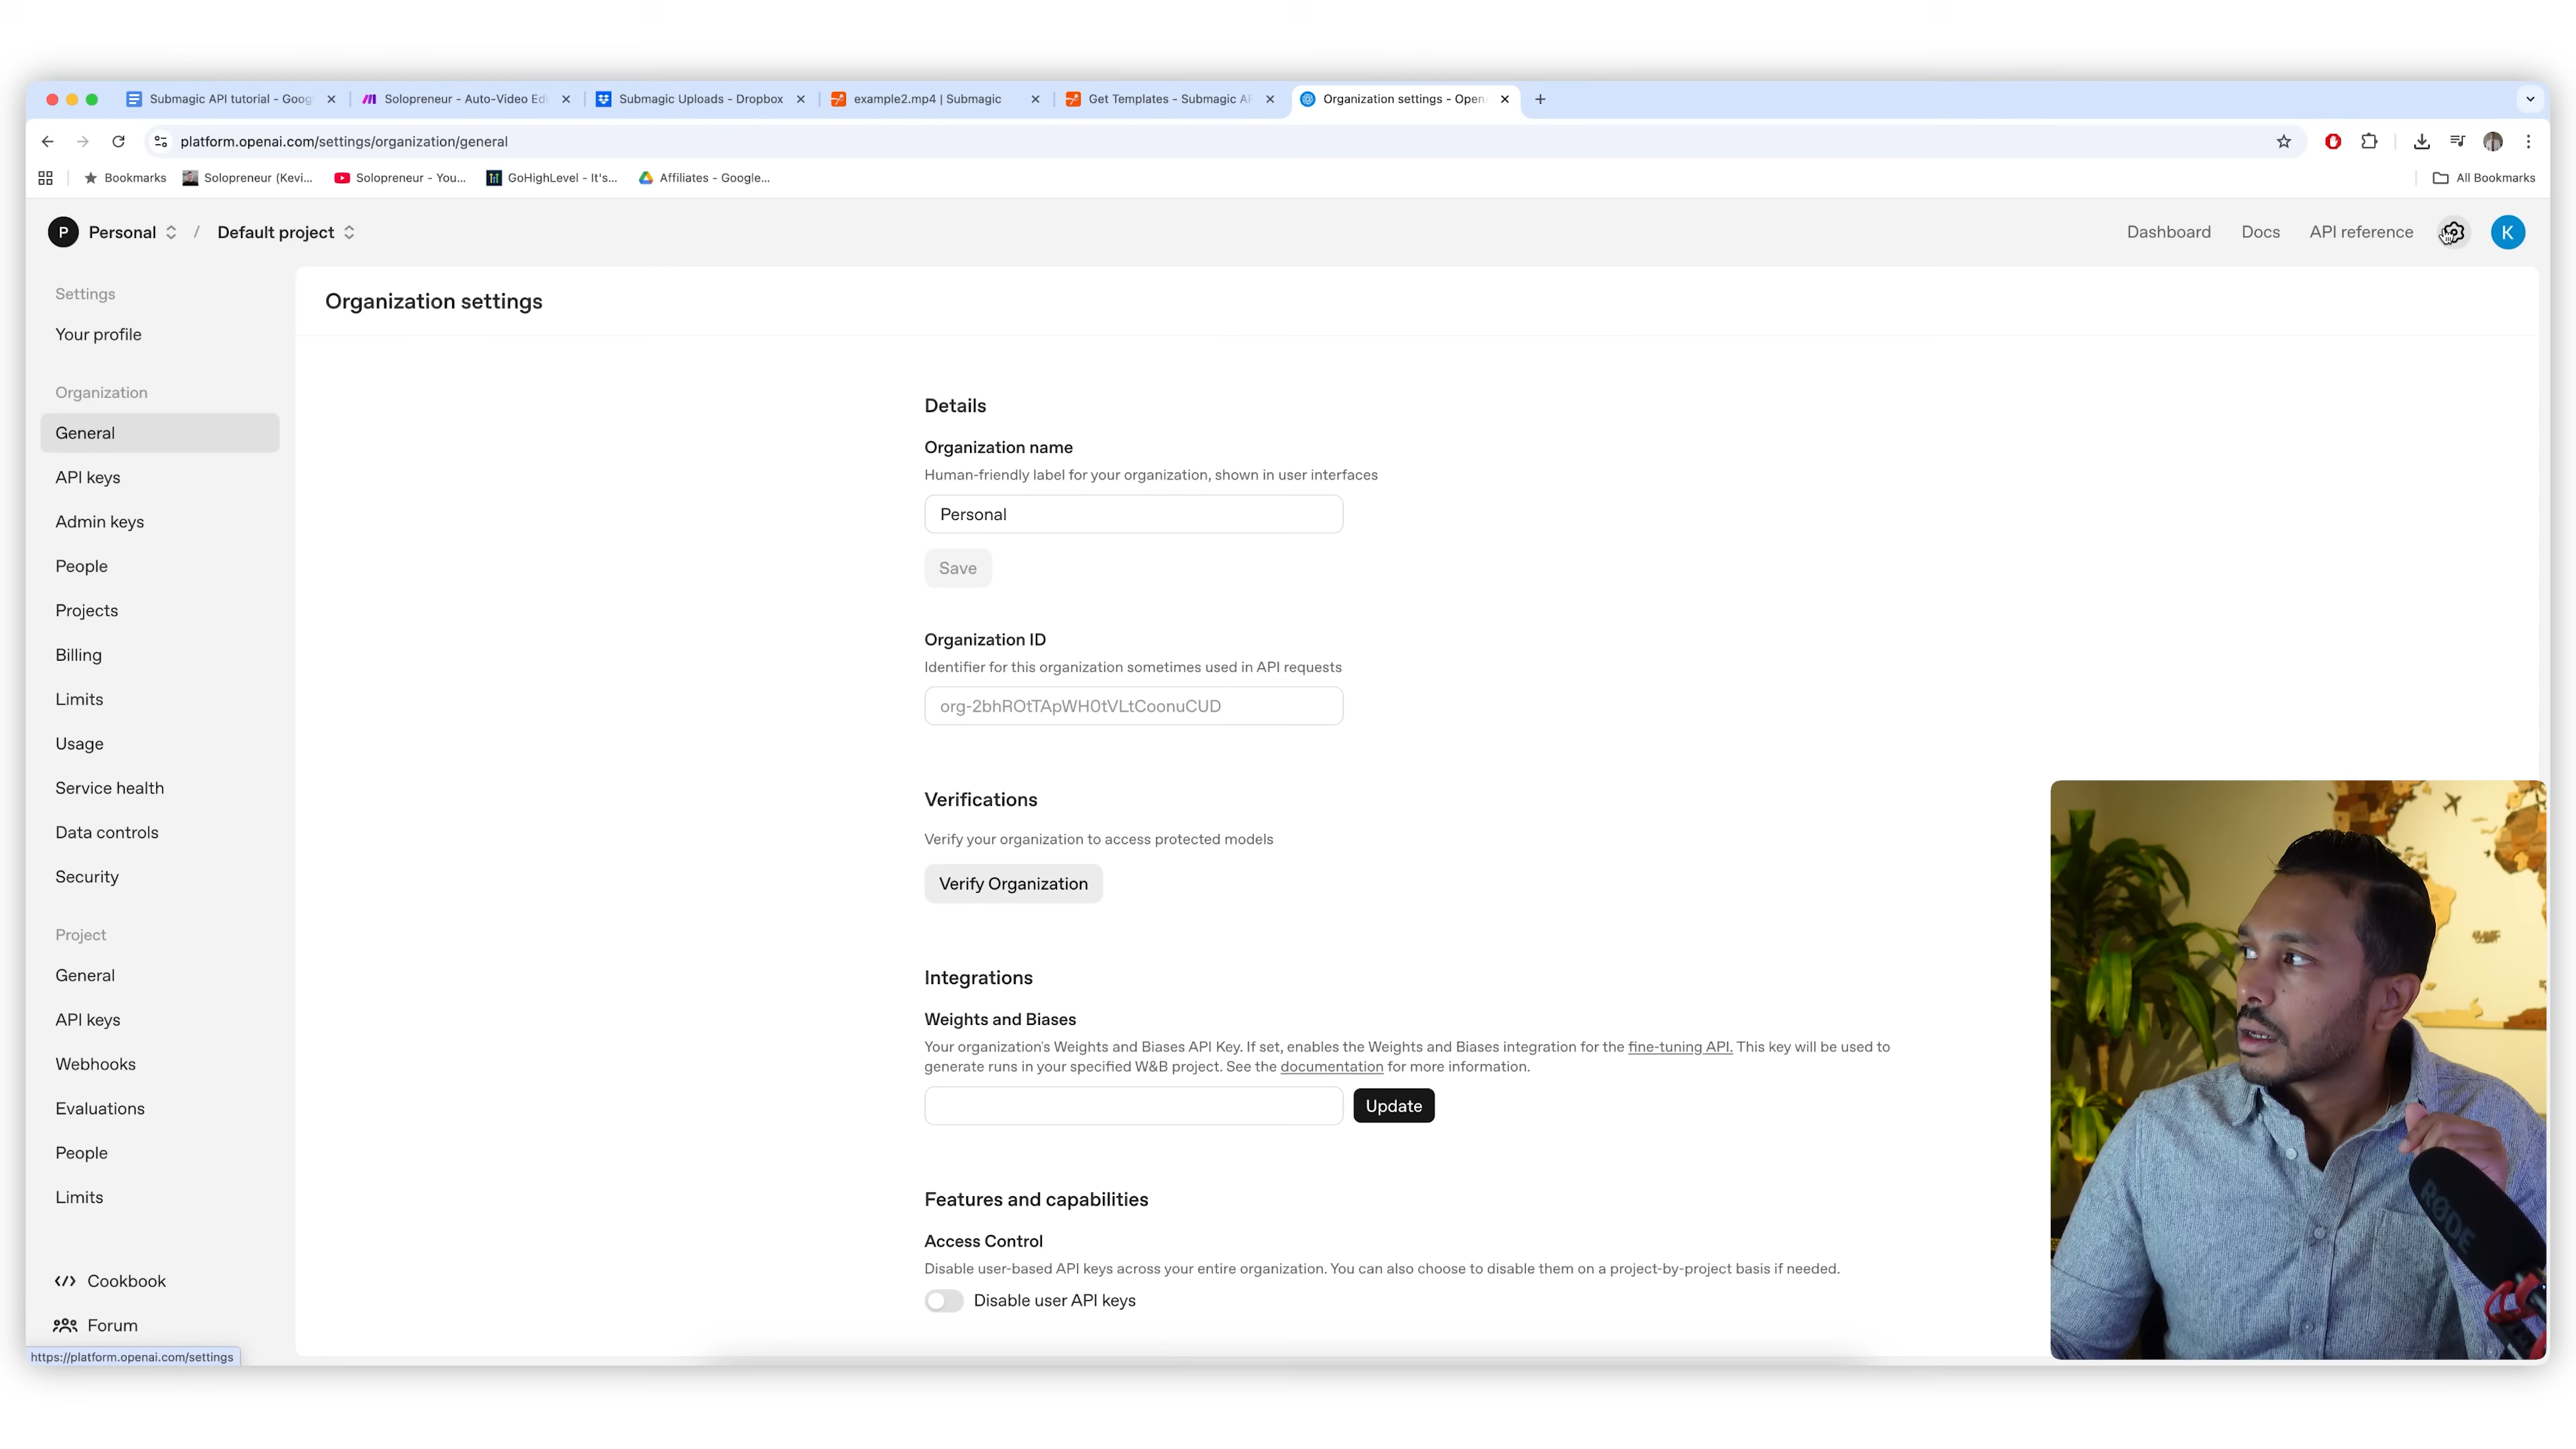 Submagic API tutorial - Goog
Solopreneur - Auto-Video Edi
Submagic Uploads - Dropbox
example2.mp4 | Submagic
Get Templates - Submagic AP
Organization settings - Open
platform.openai.com/settings/organization/general
Bookmarks
Solopreneur (Kevi...
Solopreneur - You...
GoHighLevel - It's...
Affiliates - Google...
All Bookmarks
P Personal / Default project
Dashboard
Docs
API reference
K
Settings
Your profile
Organization
General
API keys
Admin keys
People
Projects
Billing
Limits
Usage
Service health
Data controls
Security
Project
General
API keys
Webhooks
Evaluations
People
Limits
Cookbook
Forum
https://platform.openai.com/settings
Organization settings
Details
Organization name
Human-friendly label for your organization, shown in user interfaces
Personal
Save
Organization ID
Identifier for this organization sometimes used in API requests
org-2bhROtTApWH0tVLtCoonuCUD
Verifications
Verify your organization to access protected models
Verify Organization
Integrations
Weights and Biases
Your organization's Weights and Biases API Key. If set, enables the Weights and Biases integration for the fine-tuning API. This key will be used to
generate runs in your specified W&B project. See the documentation for more information.
Update
Features and capabilities
Access Control
Disable user-based API keys across your entire organization. You can also choose to disable them on a project-by-project basis if needed.
Disable user API keys
RØDE